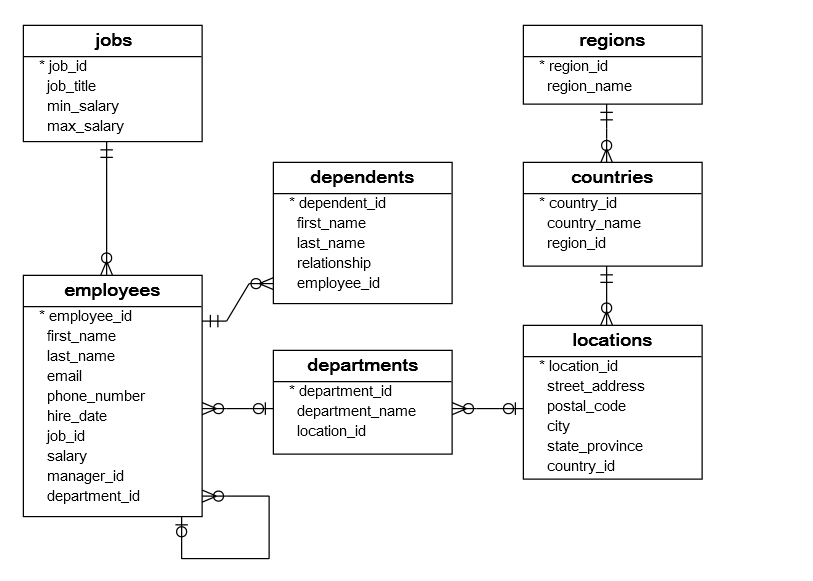 jobs
* job_id
job_title
min_salary
max_salary
regions
* region_id
region_name
dependents
* dependent_id
first_name
last_name
relationship
employee_id
countries
* country_id
country_name
region_id
employees
* employee_id
first_name
last_name
email
phone_number
hire_date
job_id
salary
manager_id
department_id
departments
* department_id
department_name
location_id
locations
* location_id
street_address
postal_code
city
state_province
country_id